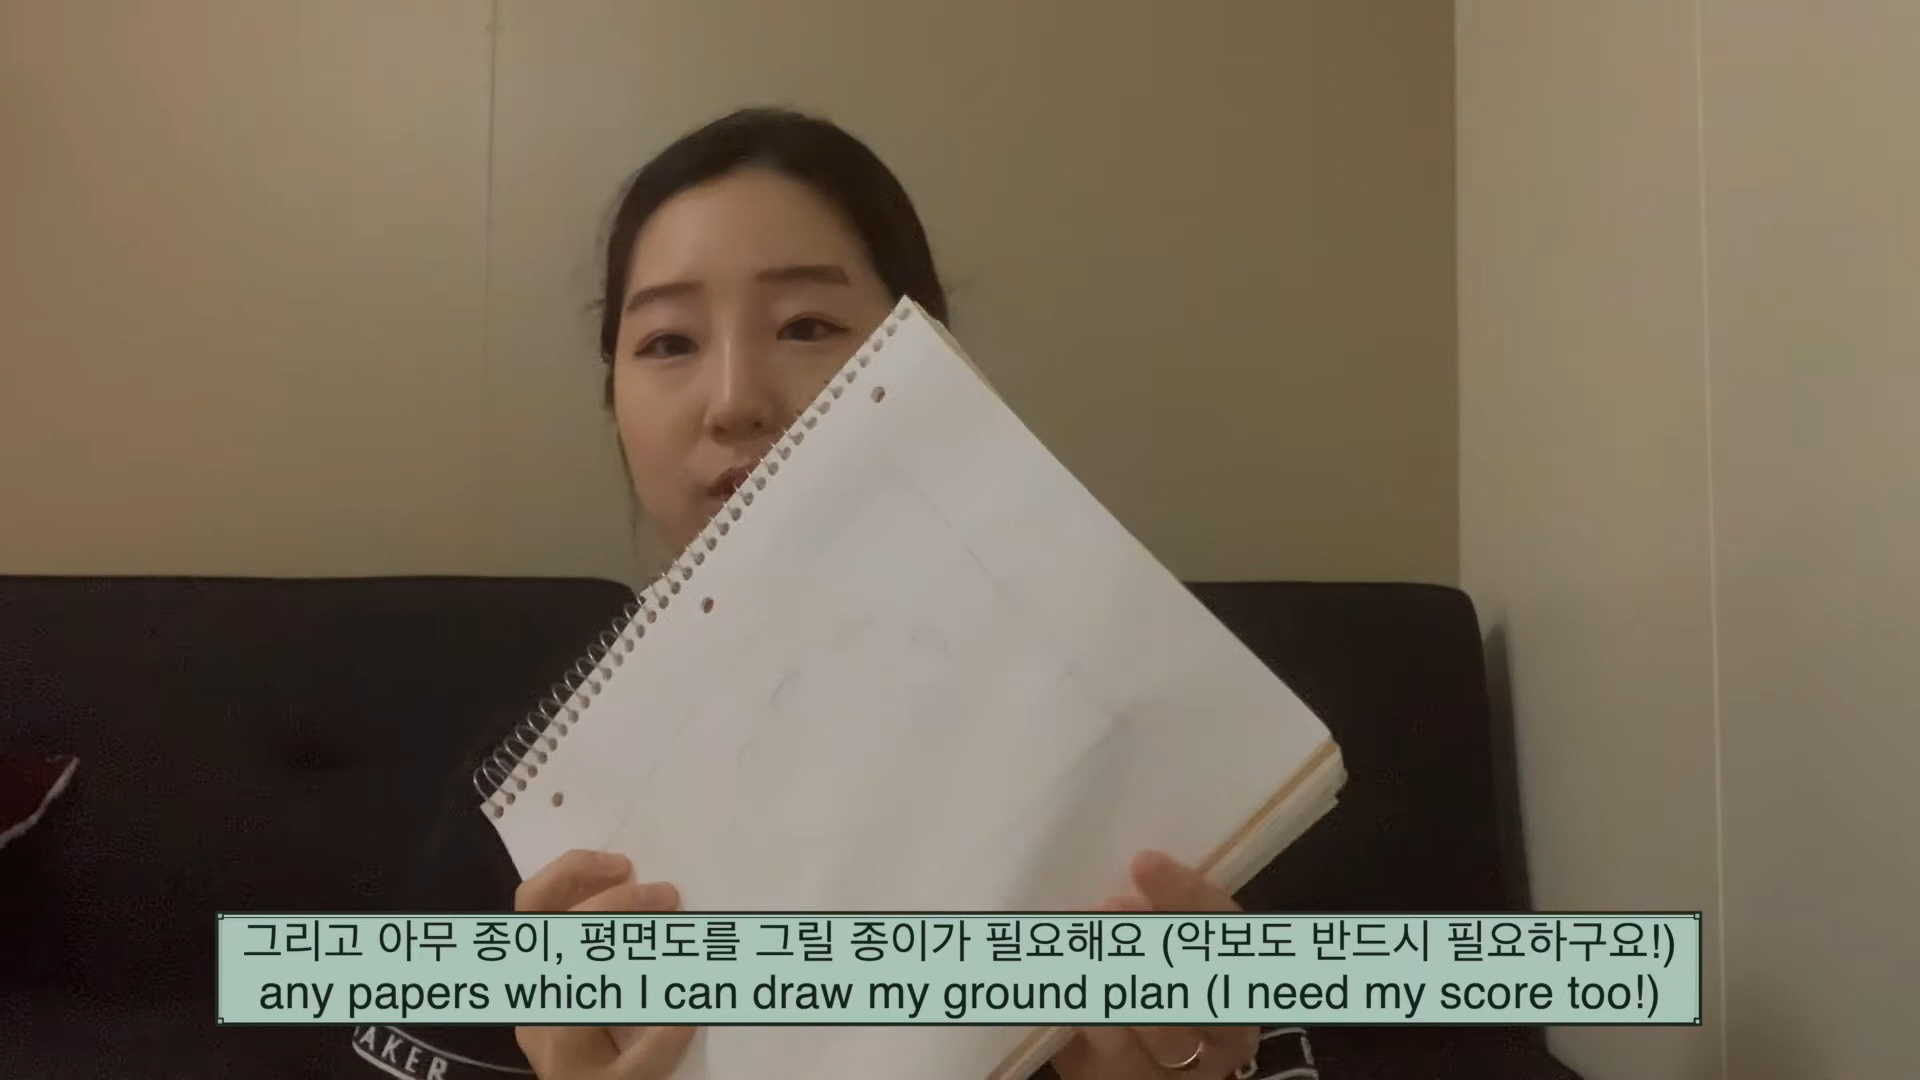 그리고 아무 종이, 평면도를 그릴 종이가 필요해요 (악보도 반드시 필요하구요!)
any papers which I can draw my ground plan (I need my score too!)
AKER